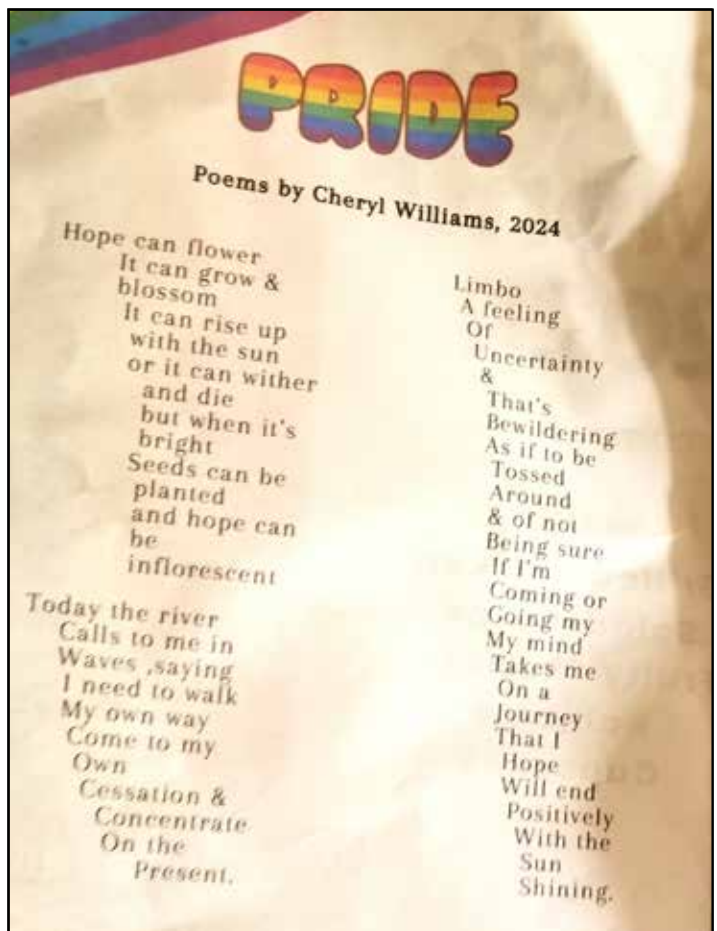 PRIDE
Poems by Cheryl Williams, 2024
Hope can flower
It can grow &
blossom
It can rise up
with the sun
or it can wither
and die
but when it's
bright
Seeds can be
planted
and hope can
be
inflorescent
Today the river
Calls to me in
Waves ,saying
I need to walk
My own way
Come to my
Own
Cessation &
Concentrate
On the
Present.
Limbo
A feeling
Of
Uncertainty
&
That's
Bewildering
As if to be
Tossed
Around
& of not
Being sure
If I'm
Coming or
Going my
My mind
Takes me
On a
Journey
That I
Hope
Will end
Positively
With the
Sun
Shining.